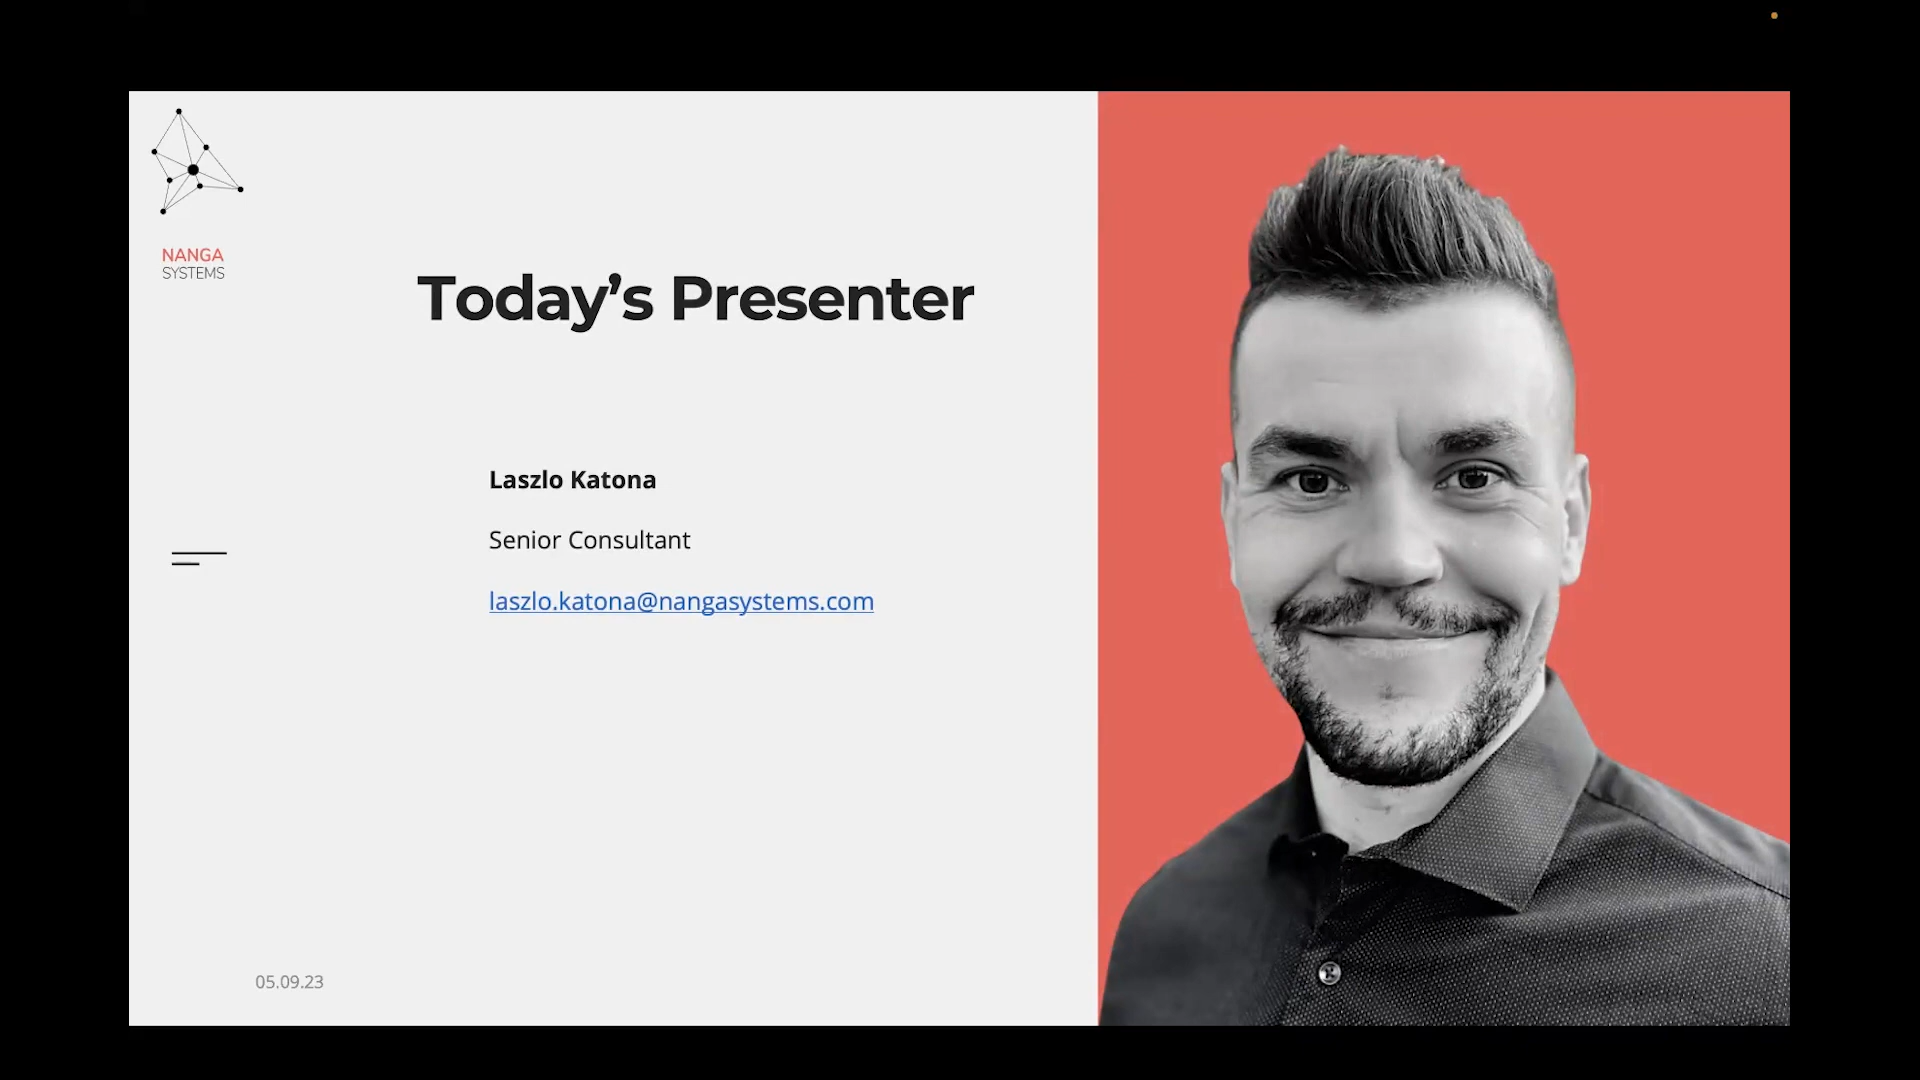 NANGA
SYSTEMS
Today’s Presenter
Laszlo Katona
Senior Consultant
laszlo.katona@nangasystems.com
05.09.23